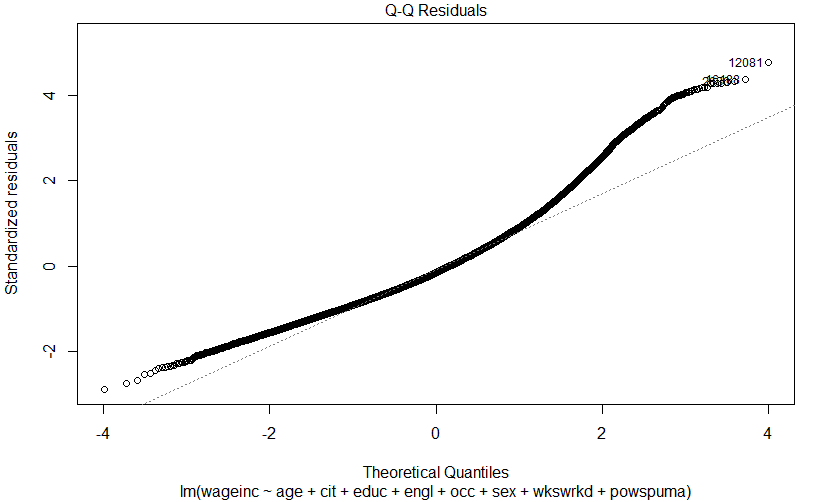 Q-Q Residuals
Standardized residuals
4
2
0
-2
12081
-4
-2
0
2
4
Theoretical Quantiles
lm(wageinc ~ age + cit + educ + engl + occ + sex + wkswrkd + powspuma)